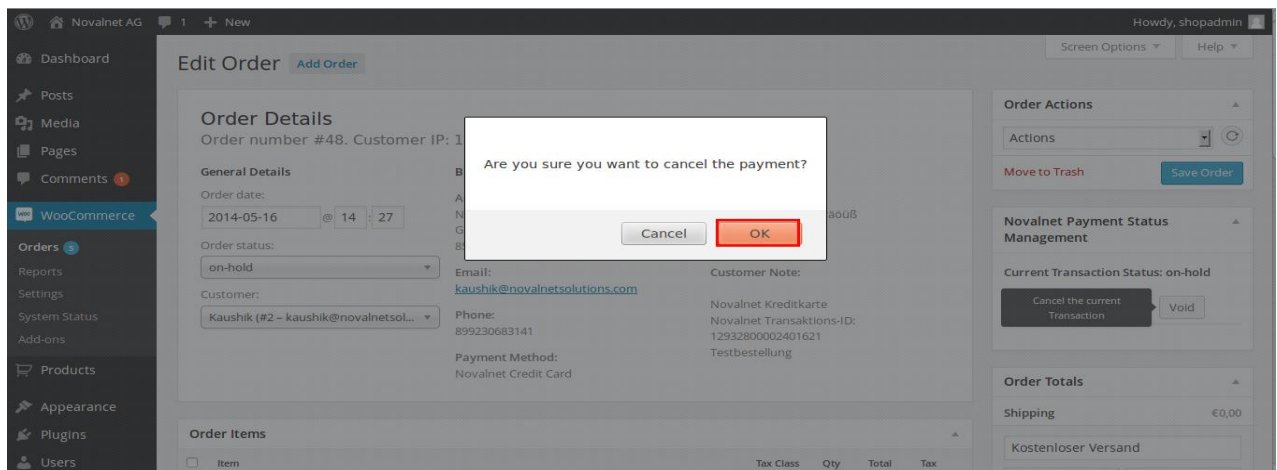 Novalnet AG 1 + New Howdy, shopadmin
Screen Options Help
Dashboard
Posts
Media
Pages
Comments 1
WooCommerce
Orders 5
Reports
Settings
System Status
Add-ons
Products
Appearance
Plugins
Users
Edit Order Add Order
Order Details
Order number #48. Customer IP: 1
General Details
Order date:
2014-05-16 @ 14 : 27
Order status:
on-hold
Customer:
Kaushik (#2 – kaushik@novalnetsol...
Email:
kaushik@novalnetsolutions.com
Phone:
899230683141
Payment Method:
Novalnet Credit Card
Customer Note:
Novalnet Kreditkarte
Novalnet Transaktions-ID:
12932800002401621
Testbestellung
Are you sure you want to cancel the payment?
Cancel OK
Order Items
Item Tax Class Qty Total Tax
Order Actions
Actions
Move to Trash Save Order
Novalnet Payment Status
Management
Current Transaction Status: on-hold
Cancel the current
Transaction
Void
Order Totals
Shipping €0,00
Kostenloser Versand